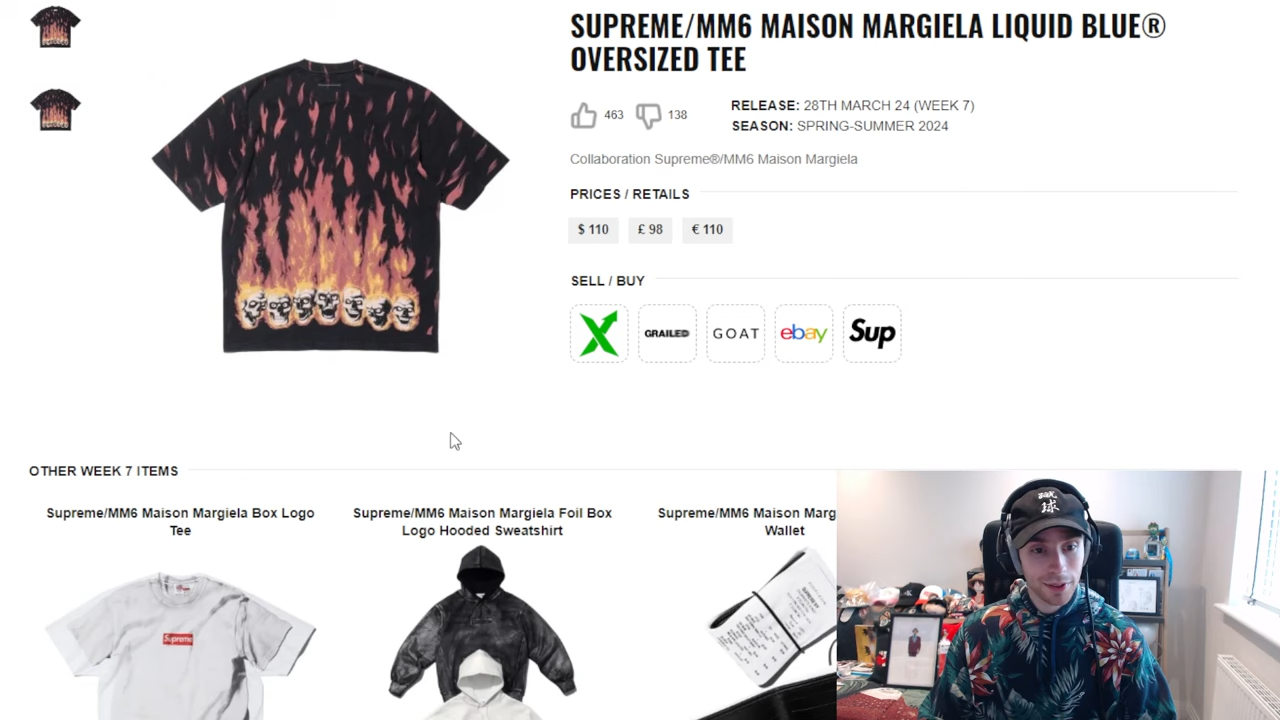 SUPREME/MM6 MAISON MARGIELA LIQUID BLUE®
OVERSIZED TEE
463
138
RELEASE: 28TH MARCH 24 (WEEK 7)
SEASON: SPRING-SUMMER 2024
Collaboration Supreme®/MM6 Maison Margiela
PRICES / RETAILS
$ 110
£ 98
€ 110
SELL / BUY
GRAILED
GOAT
ebay
Sup
OTHER WEEK 7 ITEMS
Supreme/MM6 Maison Margiela Box Logo
Tee
Supreme/MM6 Maison Margiela Foil Box
Logo Hooded Sweatshirt
Supreme/MM6 Maison Marg
Wallet
Supreme
球